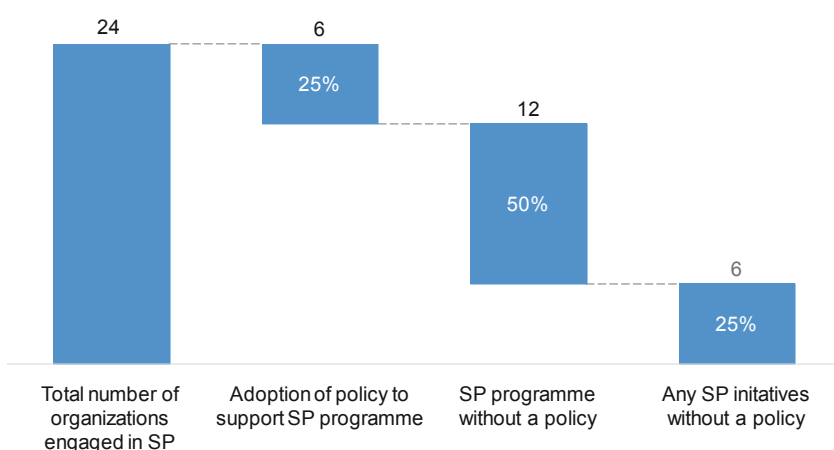 24
6
25%
12
50%
6
25%
Total number of
organizations
engaged in SP
Adoption of policy to
support SP programme
SP programme
without a policy
Any SP initatives
without a policy